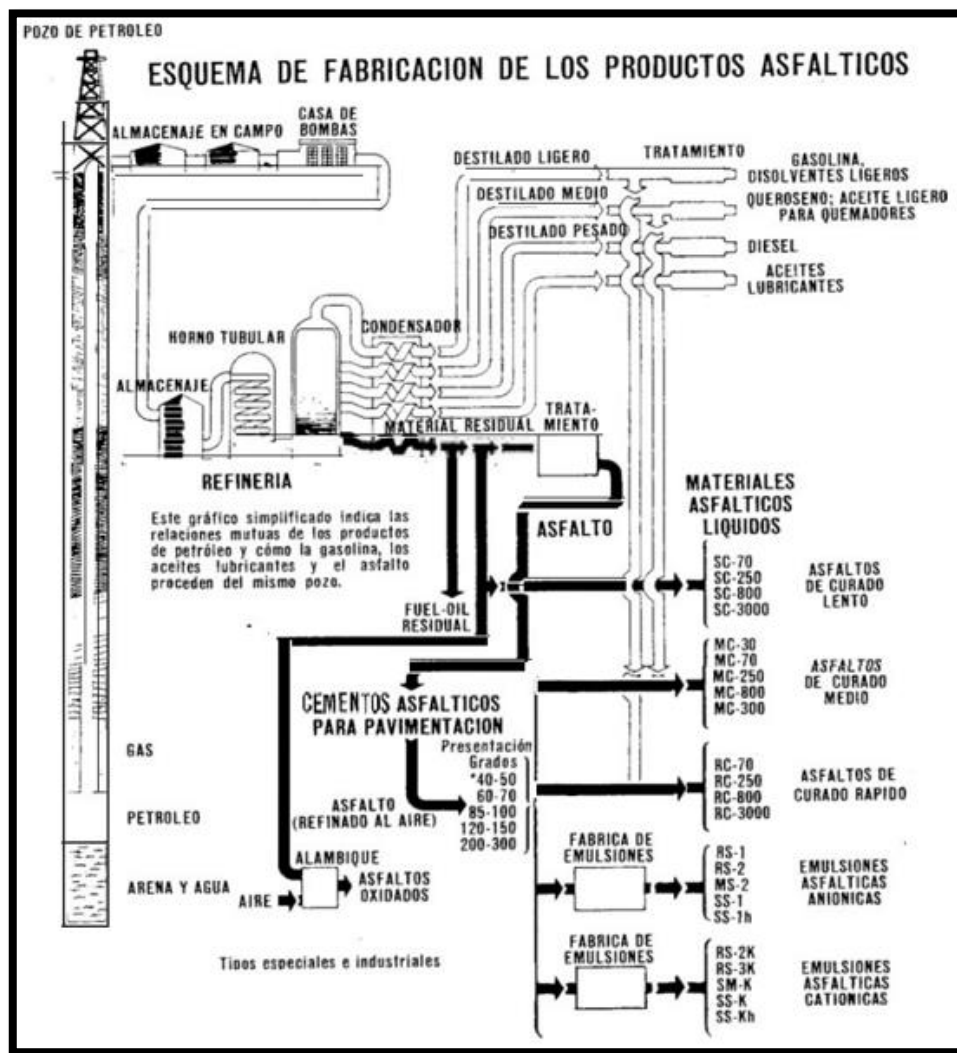 POZO DE PETROLEO
ESQUEMA DE FABRICACION DE LOS PRODUCTOS ASFALTICOS
ALMACENAJE EN CAMPO
CASA DE
BOMBAS
DESTILADO LIGERO
TRATAMIENTO
GASOLINA,
DISOLVENTES LIGEROS
DESTILADO MEDIO
QUEROSENO; ACEITE LIGERO
PARA QUEMADORES
DESTILADO PESADO
DIESEL
ACEITES
LUBRICANTES
HORNO TUBULAR
CONDENSADOR
ALMACENAJE
MATERIAL RESIDUAL
TRATA-
MIENTO
REFINERIA
Este gráfico simplificado indica las
relaciones mutuas de los productos
de petróleo y cómo la gasolina, los
aceites lubricantes y el asfalto
proceden del mismo pozo.
ASFALTO
MATERIALES
ASFALTICOS
LIQUIDOS
SC-70
SC-250
SC-800
SC-3000
ASFALTOS
DE CURADO
LENTO
FUEL-OIL
RESIDUAL
MC-30
MC-70
MC-250
MC-800
MC-300
ASFALTOS
DE CURADO
MEDIO
CEMENTOS ASFALTICOS
PARA PAVIMENTACION
Presentación
Grados
*40-50
60-70
85-100
120-150
200-300
RC-70
RC-250
RC-800
RC-3000
ASFALTOS DE
CURADO RAPIDO
GAS
PETROLEO
ARENA Y AGUA
ASFALTO
(REFINADO AL AIRE)
ALAMBIQUE
AIRE
ASFALTOS
OXIDADOS
FABRICA DE
EMULSIONES
RS-1
RS-2
MS-2
SS-1
SS-1h
EMULSIONES
ASFALTICAS
ANIONICAS
Tipos especiales e industriales
FABRICA DE
EMULSIONES
RS-2K
RS-3K
SM-K
SS-K
SS-Kh
EMULSIONES
ASFALTICAS
CATIONICAS